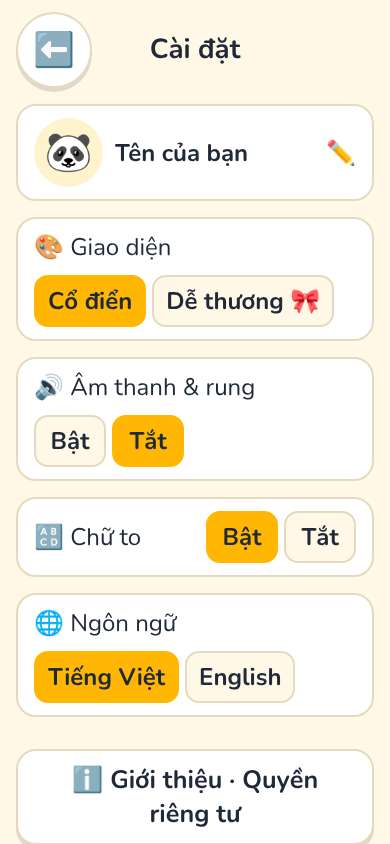 Cài đặt
Tên của bạn
Giao diện
Cổ điển
Dễ thương
Âm thanh & rung
Bật
Tắt
Chữ to
Bật
Tắt
Ngôn ngữ
Tiếng Việt
English
Giới thiệu · Quyền
riêng tư